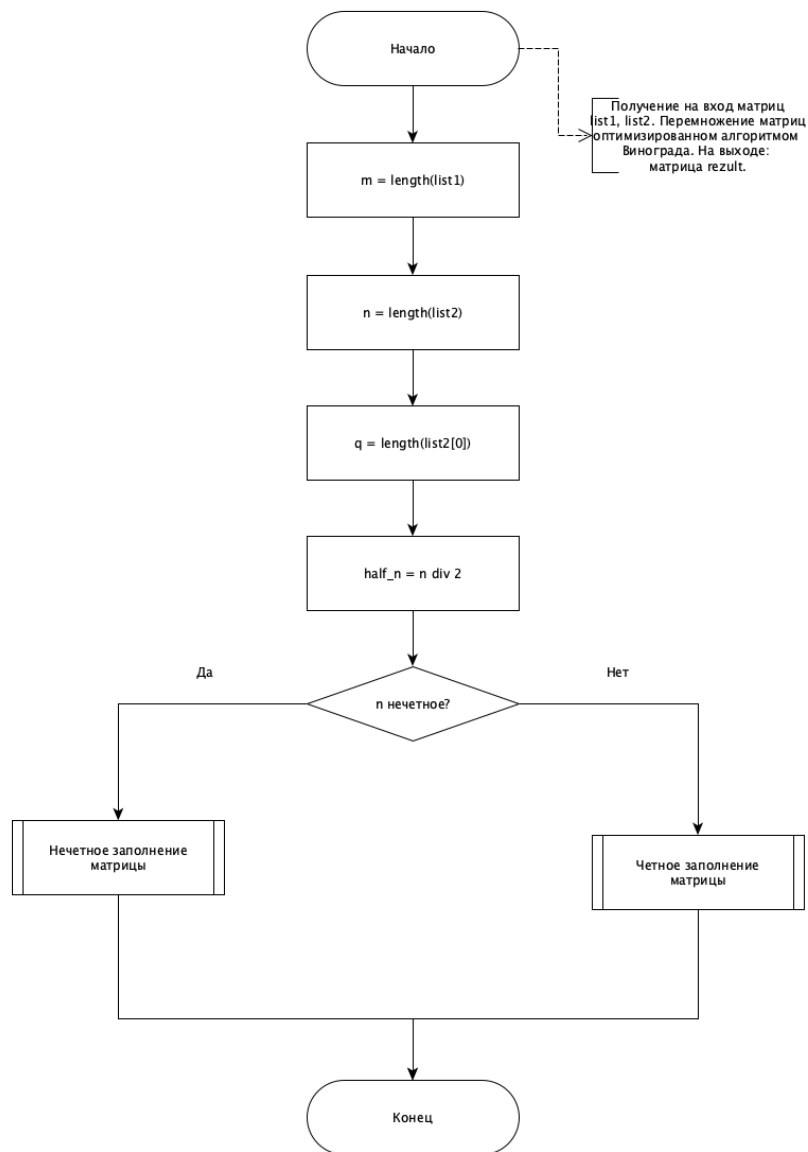 Начало
Получение на вход матриц
list1, list2. Перемножение матриц
оптимизированном алгоритмом
Винограда. На выходе:
матрица rezult.
m = length(list1)
n = length(list2)
q = length(list2[0])
half_n = n div 2
Да
Нет
n нечетное?
Нечетное заполнение
матрицы
Четное заполнение
матрицы
Конец